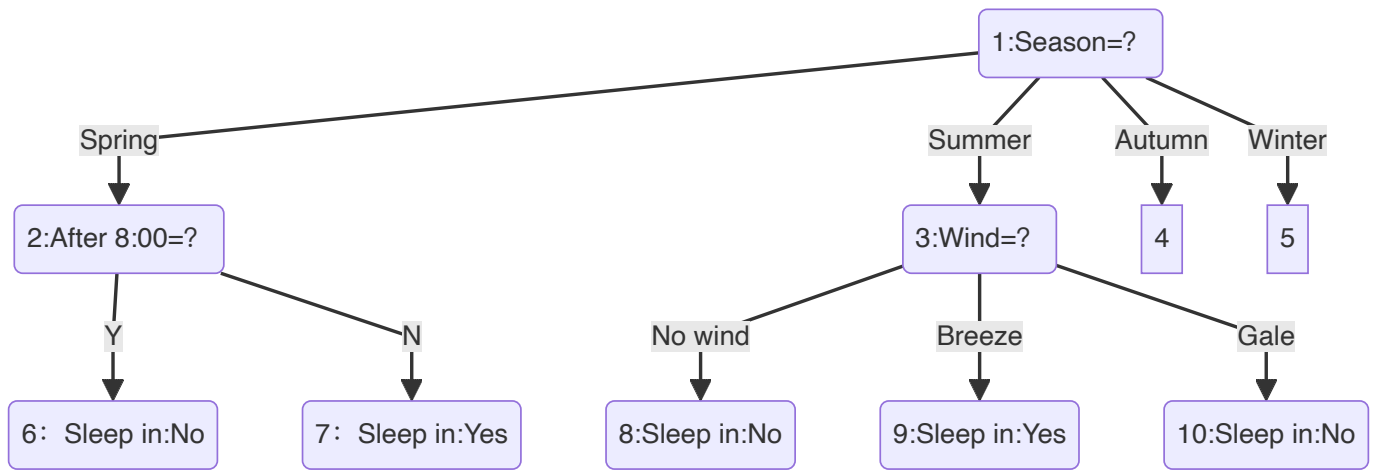 1:Season=?
Spring
Summer
Autumn
Winter
2:After 8:00=?
3:Wind=?
4
5
Y
N
No wind
Breeze
Gale
6：Sleep in:No
7：Sleep in:Yes
8:Sleep in:No
9:Sleep in:Yes
10:Sleep in:No